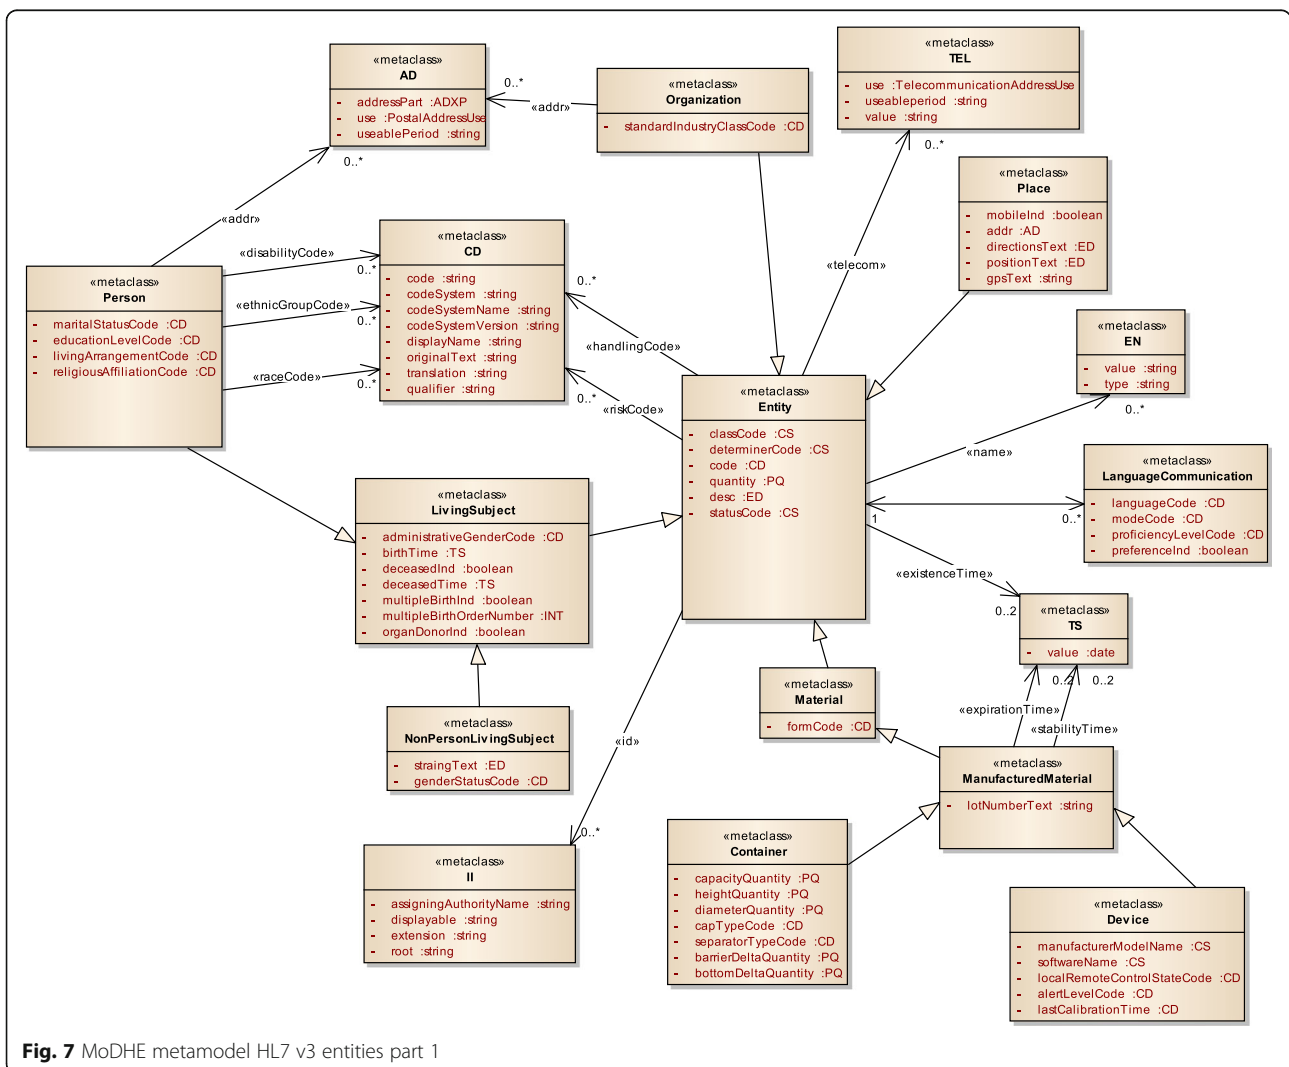 «metaclass»
AD
- addressPart :ADXP
- use :PostalAddressUse
- useablePeriod :string
0..*
«addr»
«metaclass»
Organization
- standardIndustryClassCode :CD
«metaclass»
TEL
- use :TelecommunicationAddressUse
- useableperiod :string
- value :string
0..*
«telecom»
«metaclass»
Place
- mobileInd :boolean
- addr :AD
- directionsText :ED
- positionText :ED
- gpsText :string
0..*
«addr»
«metaclass»
Person
- maritalStatusCode :CD
- educationLevelCode :CD
- livingArrangementCode :CD
- religiousAffiliationCode :CD
«disabilityCode»
0..*
«ethnicGroupCode»
0..*
«raceCode»
0..*
«metaclass»
CD
- code :string
- codeSystem :string
- codeSystemName :string
- codeSystemVersion :string
- displayName :string
- originalText :string
- translation :string
- qualifier :string
0..*
«handlingCode»
0..*
«riskCode»
«metaclass»
Entity
- classCode :CS
- determinerCode :CS
- code :CD
- quantity :PQ
- desc :ED
- statusCode :CS
«metaclass»
EN
- value :string
- type :string
0..*
«name»
«metaclass»
LanguageCommunication
- languageCode :CD
- modeCode :CD
- proficiencyLevelCode :CD
- preferenceInd :boolean
1
0..*
«existenceTime»
0..2
«metaclass»
TS
- value :date
0..2
0..2
«expirationTime»
«stabilityTime»
«metaclass»
LivingSubject
- administrativeGenderCode :CD
- birthTime :TS
- deceasedInd :boolean
- deceasedTime :TS
- multipleBirthInd :boolean
- multipleBirthOrderNumber :INT
- organDonorInd :boolean
«metaclass»
NonPersonLivingSubject
- straingText :ED
- genderStatusCode :CD
«id»
0..*
«metaclass»
II
- assigningAuthorityName :string
- displayable :string
- extension :string
- root :string
«metaclass»
Material
- formCode :CD
«metaclass»
ManufacturedMaterial
- lotNumberText :string
«metaclass»
Container
- capacityQuantity :PQ
- heightQuantity :PQ
- diameterQuantity :PQ
- capTypeCode :CD
- separatorTypeCode :CD
- barrierDeltaQuantity :PQ
- bottomDeltaQuantity :PQ
«metaclass»
Device
- manufacturerModelName :CS
- softwareName :CS
- localRemoteControlStateCode :CD
- alertLevelCode :CD
- lastCalibrationTime :CD
Fig. 7 MoDHE metamodel HL7 v3 entities part 1